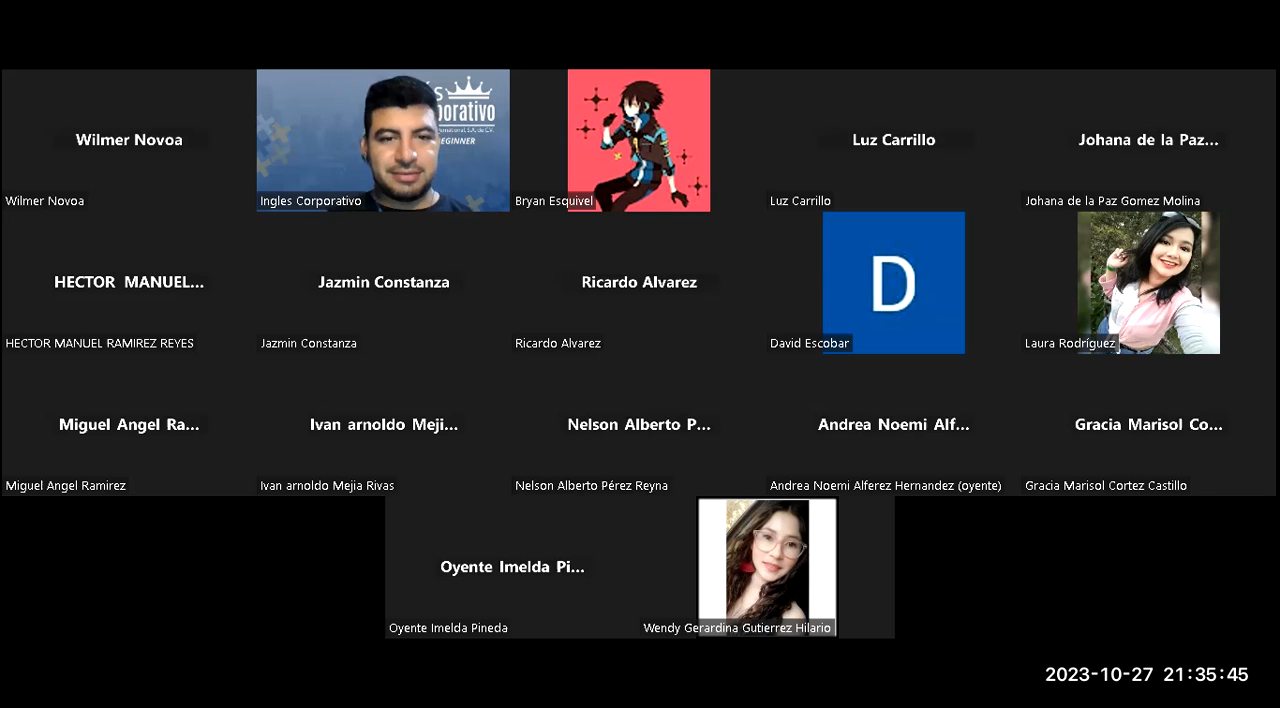 Wilmer Novoa
Luz Carrillo
Johana de la Paz...
Wilmer Novoa
porativo
rnational, S.A. de C.V.
EGINNER
Ingles Corporativo
Bryan Esquivel
Luz Carrillo
Johana de la Paz Gomez Molina
HECTOR MANUEL...
Jazmin Constanza
Ricardo Alvarez
D
HECTOR MANUEL RAMIREZ REYES
Jazmin Constanza
Ricardo Alvarez
David Escobar
Laura Rodríguez
Miguel Angel Ra...
Ivan arnoldo Meji...
Nelson Alberto P...
Andrea Noemi Alf...
Gracia Marisol Co...
Miguel Angel Ramirez
Ivan arnoldo Mejia Rivas
Nelson Alberto Pérez Reyna
Andrea Noemi Alferez Hernandez (oyente)
Gracia Marisol Cortez Castillo
Oyente Imelda Pi...
Oyente Imelda Pineda
Wendy Gerardina Gutierrez Hilario
2023-10-27 21:35:45